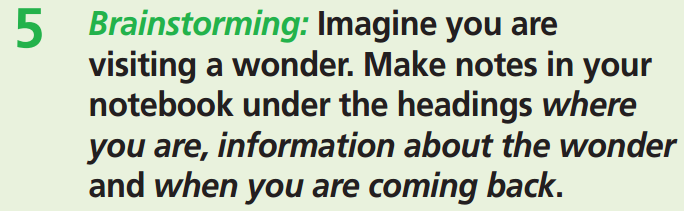 5 Brainstorming: Imagine you are
visiting a wonder. Make notes in your
notebook under the headings where
you are, information about the wonder
and when you are coming back.